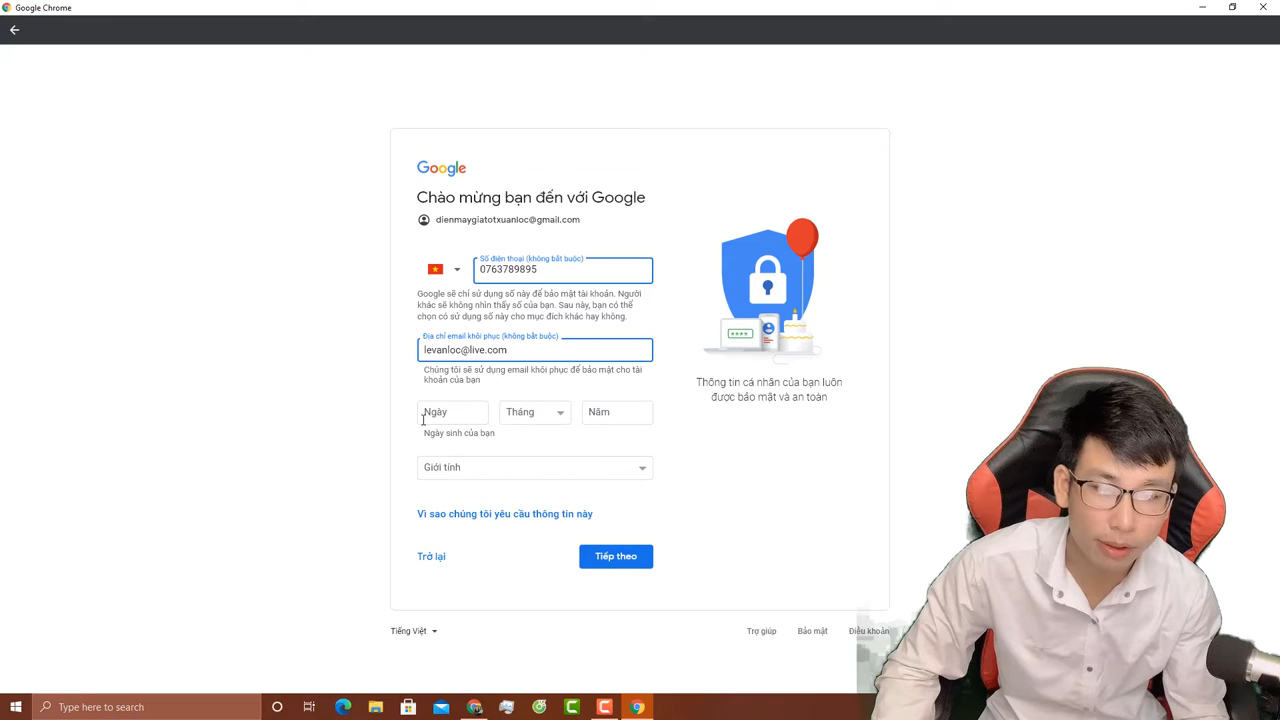 Google Chrome
Google
Chào mừng bạn đến với Google
dienmaygiatotxuanloc@gmail.com
Số điện thoại (không bắt buộc)
0763789895
Google sẽ chỉ sử dụng số này để bảo mật tài khoản. Người
khác sẽ không nhìn thấy số của bạn. Sau này, bạn có thể
chọn có sử dụng số này cho mục đích khác hay không.
Địa chỉ email khôi phục (không bắt buộc)
levanloc@live.com
Chúng tôi sẽ sử dụng email khôi phục để bảo mật cho tài
khoản của bạn
Ngày
Tháng
Năm
Ngày sinh của bạn
Giới tính
Vì sao chúng tôi yêu cầu thông tin này
Trở lại
Tiếp theo
Thông tin cá nhân của bạn luôn
được bảo mật và an toàn
Tiếng Việt
Trợ giúp
Bảo mật
Điều khoản
Type here to search